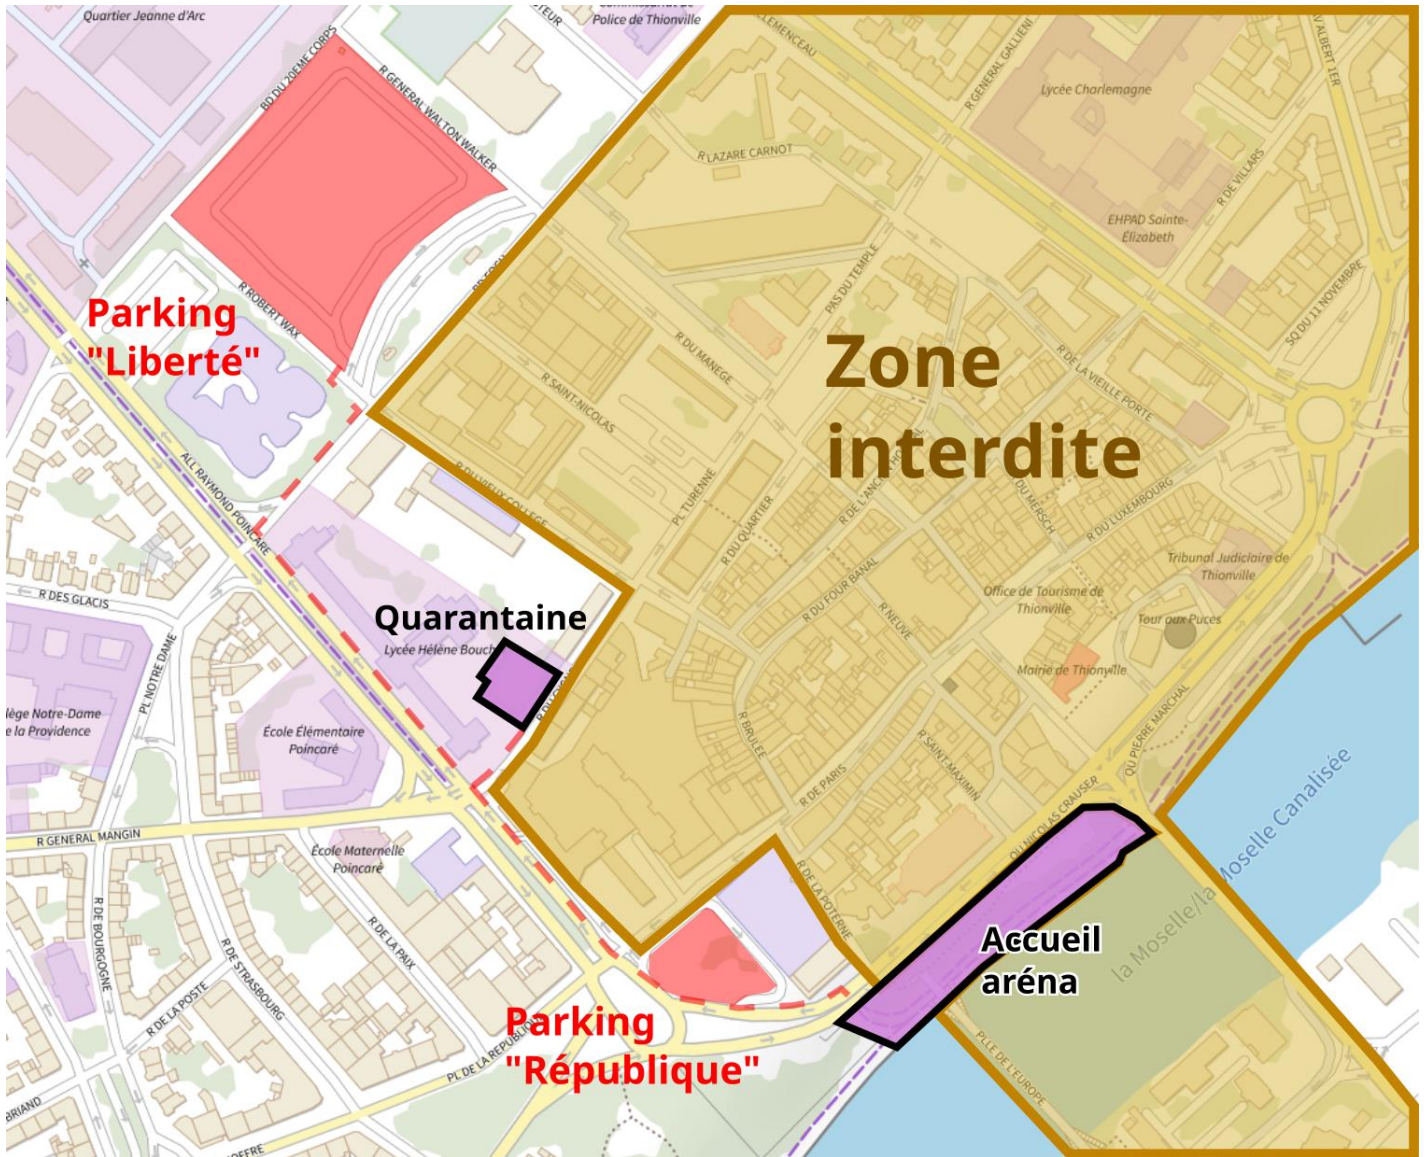 Quartier Jeanne d'Arc
Police de Thionville
BD DU 20EME CORPS
R GENERAL WALTON WALKER
CLEMENCEAU
R GENERAL GALLIENI
AV ALBERT 1ER
Lycée Charlemagne
R LAZARE CARNOT
R DE VILLARS
EHPAD Sainte-
Élizabeth
PAS DU TEMPLE
SQ DU 11 NOVEMBRE
R ROBERT WAX
Parking
"Liberté"
R DU MANEGE
R SAINT-NICOLAS
Zone
interdite
R DE LA VIEILLE PORTE
ALL RAYMOND POINCARE
R DU VIEUX COLLEGE
PL TURENNE
R DU QUARTIER
DU MERSCH
R DU LUXEMBOURG
R DES GLACIS
Tribunal Judiciaire de
Thionville
R DU FOUR BANAL
Office de Tourisme de
Thionville
R NEUVE
Tour aux Puces
Quarantaine
Lycée Hélène Bouch
PL NOTRE DAME
Mairie de Thionville
lège Notre-Dame
e la Providence
École Élémentaire
Poincaré
R BRULEE
R SAINT-MAXIMIN
QU PIERRE MARCHAL
R DE PARIS
QU NICOLAS CRAUSER
la Moselle/la Moselle Canalisée
R GENERAL MANGIN
École Maternelle
Poincaré
R DE LA POTERNE
R DE BOURGOGNE
R DE STRASBOURG
R DE LA PAIX
Accueil
aréna
R DE LA POSTE
Parking
"République"
PL DE LA REPUBLIQUE
PLLE DE L'EUROPE
BRIAND
OFFRE